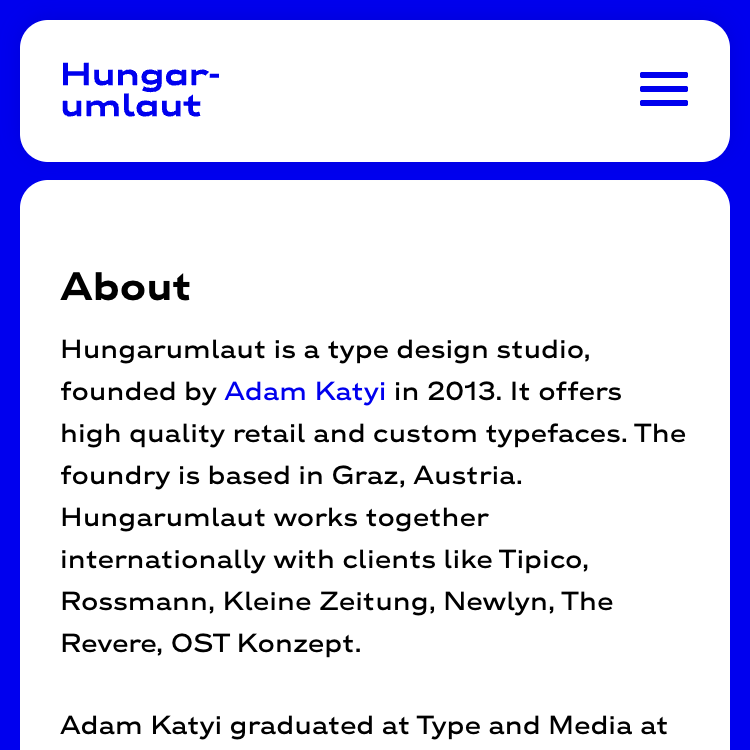 Hungar-
umlaut
About
Hungarumlaut is a type design studio,
founded by Adam Katyi in 2013. It offers
high quality retail and custom typefaces. The
foundry is based in Graz, Austria.
Hungarumlaut works together
internationally with clients like Tipico,
Rossmann, Kleine Zeitung, Newlyn, The
Revere, OST Konzept.
Adam Katyi graduated at Type and Media at